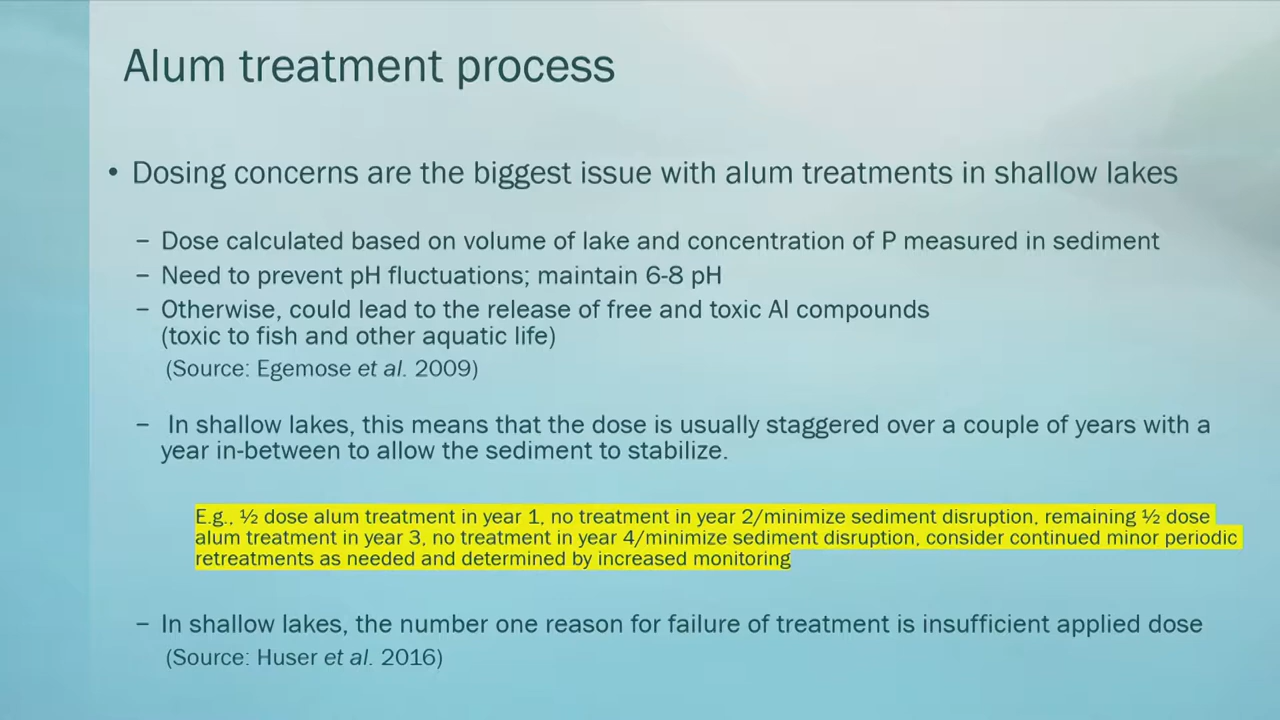 Alum treatment process
• Dosing concerns are the biggest issue with alum treatments in shallow lakes
– Dose calculated based on volume of lake and concentration of P measured in sediment
– Need to prevent pH fluctuations; maintain 6-8 pH
– Otherwise, could lead to the release of free and toxic Al compounds
(toxic to fish and other aquatic life)
(Source: Egemose et al. 2009)
– In shallow lakes, this means that the dose is usually staggered over a couple of years with a
year in-between to allow the sediment to stabilize.
E.g., ½ dose alum treatment in year 1, no treatment in year 2/minimize sediment disruption, remaining ½ dose
alum treatment in year 3, no treatment in year 4/minimize sediment disruption, consider continued minor periodic
retreatments as needed and determined by increased monitoring
– In shallow lakes, the number one reason for failure of treatment is insufficient applied dose
(Source: Huser et al. 2016)